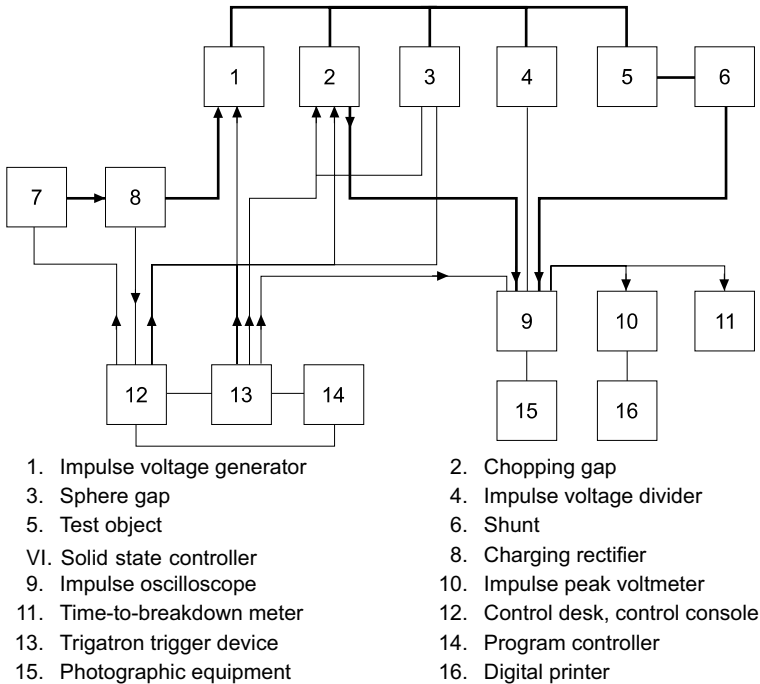 1
2
3
4
5
6
7
8
9
10
11
12
13
14
15
16
1. Impulse voltage generator
2. Chopping gap
3. Sphere gap
4. Impulse voltage divider
5. Test object
6. Shunt
VI. Solid state controller
8. Charging rectifier
9. Impulse oscilloscope
10. Impulse peak voltmeter
11. Time-to-breakdown meter
12. Control desk, control console
13. Trigatron trigger device
14. Program controller
15. Photographic equipment
16. Digital printer